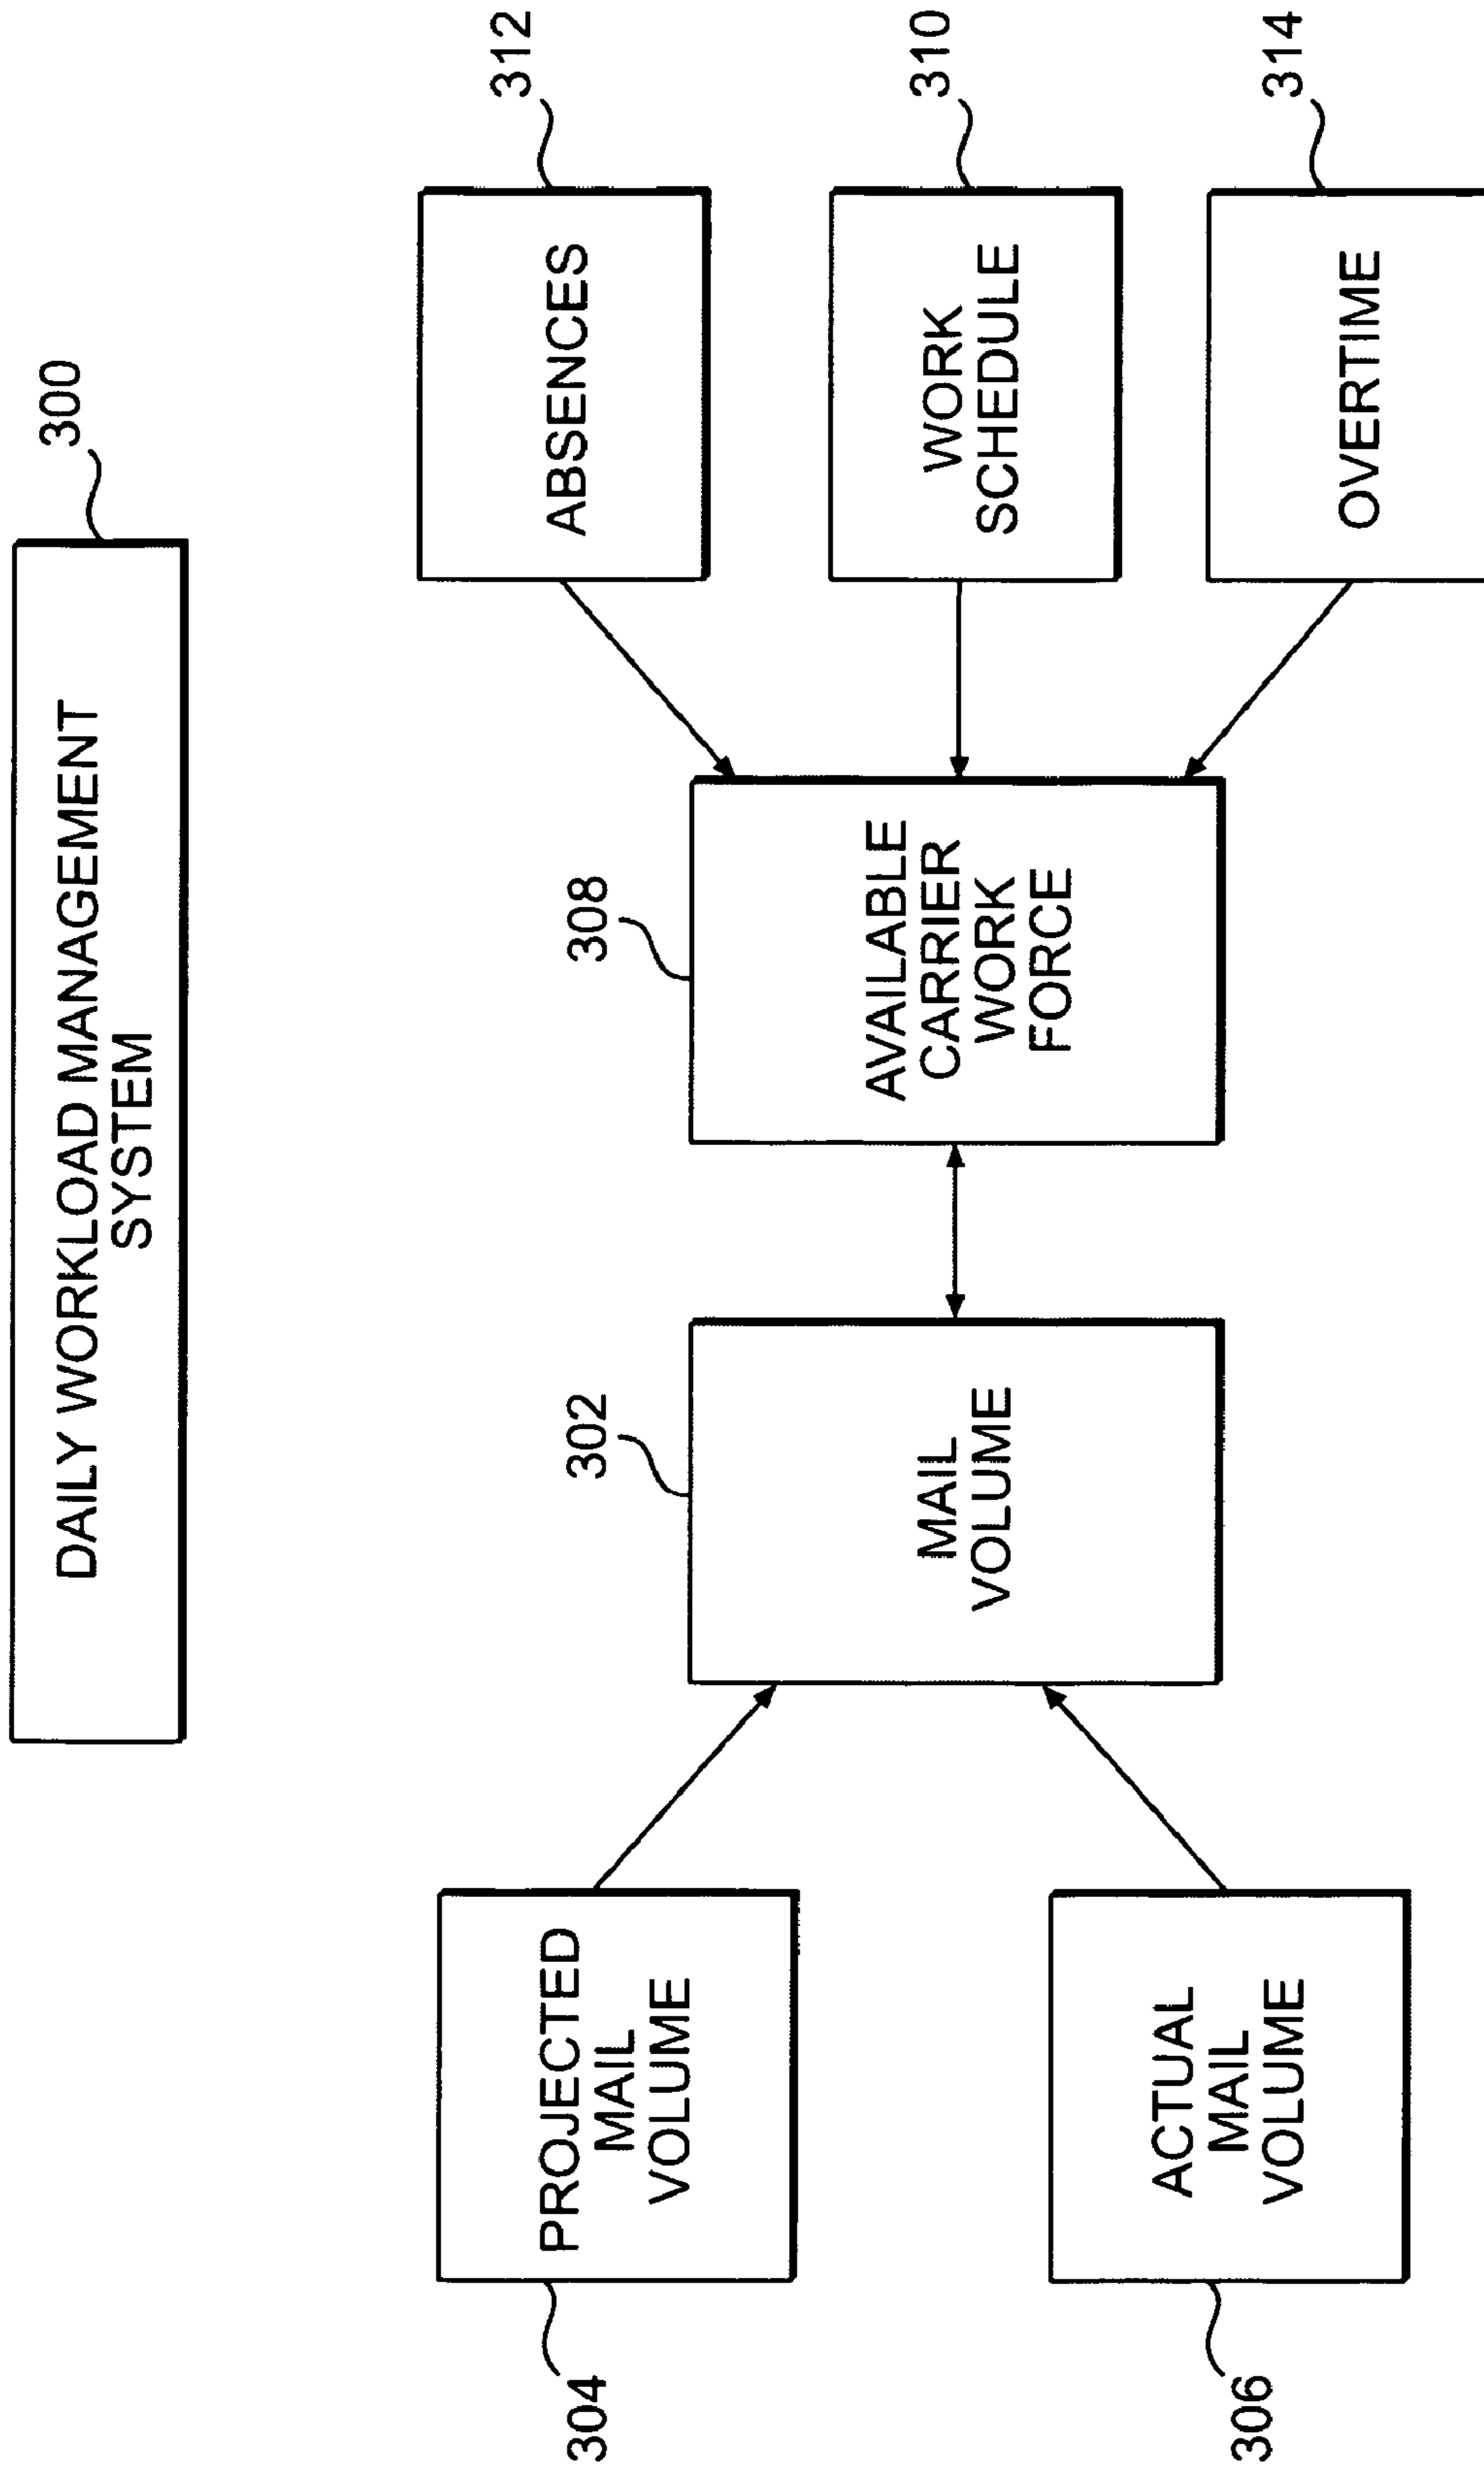 DAILY WORKLOAD MANAGEMENT
SYSTEM
300
304
PROJECTED
MAIL
VOLUME
306
ACTUAL
MAIL
VOLUME
302
MAIL
VOLUME
308
AVAILABLE
CARRIER
WORK
FORCE
312
ABSENCES
310
WORK
SCHEDULE
314
OVERTIME